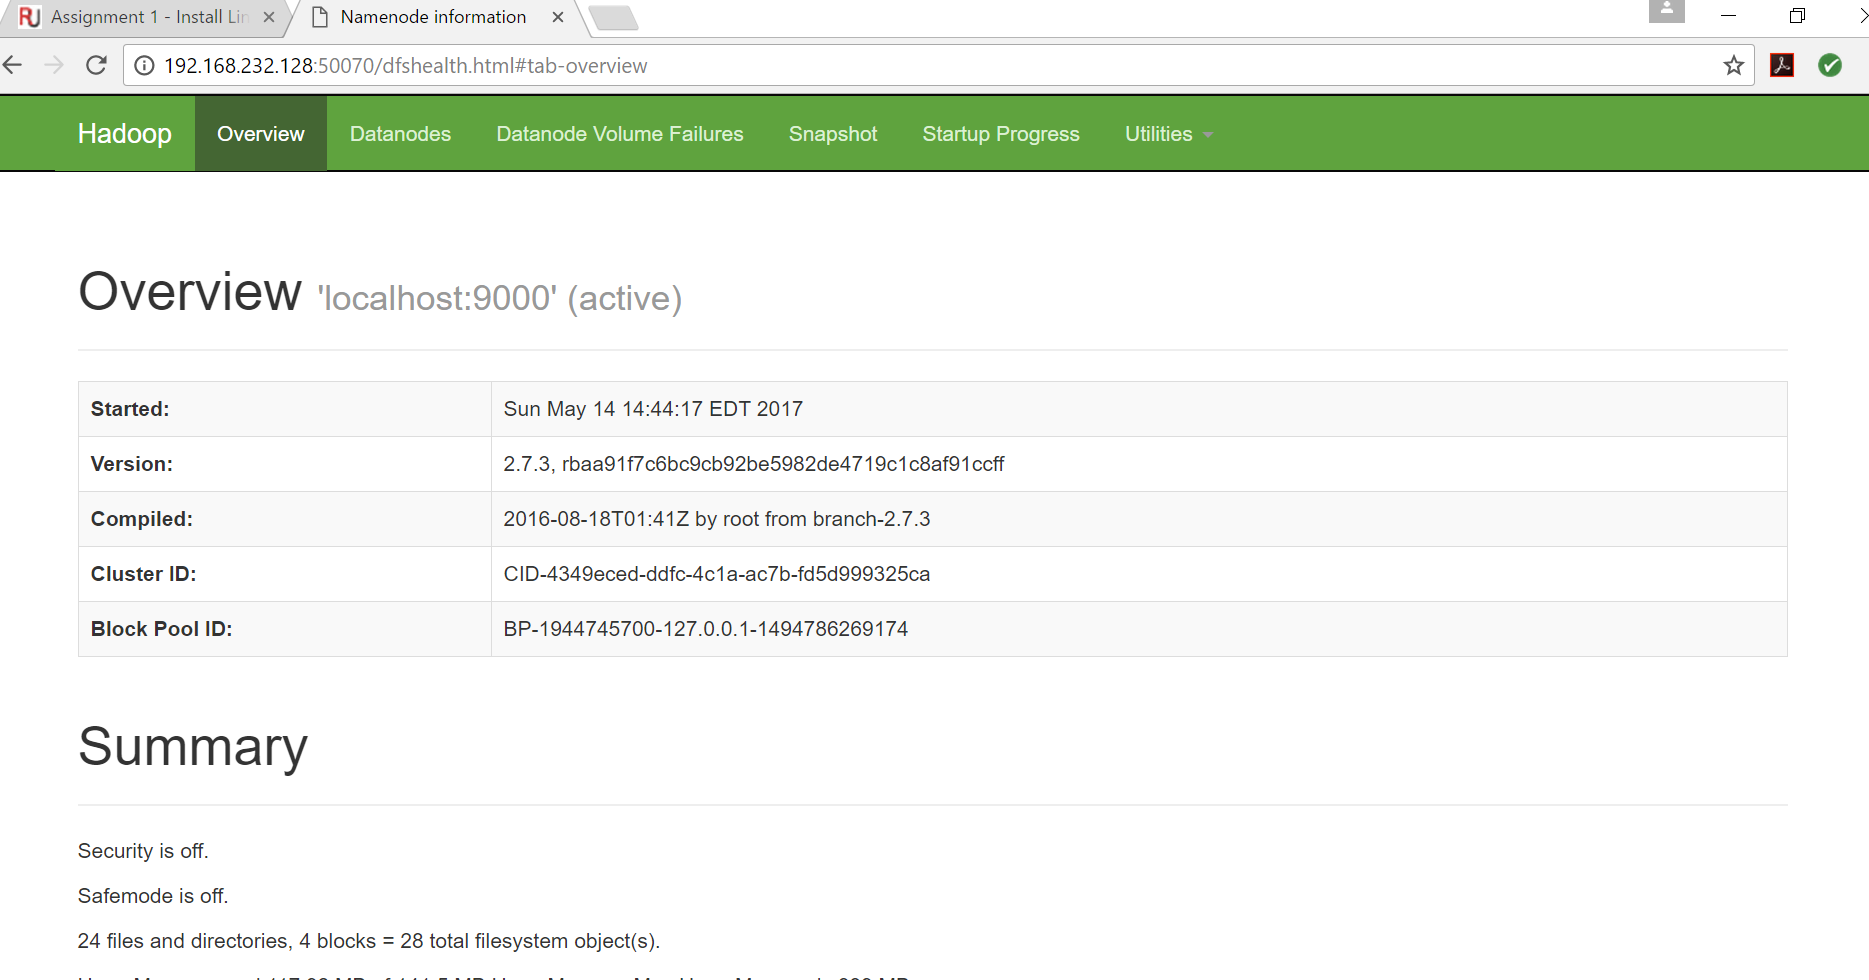 RJ Assignment 1 - Install Lin
Namenode information
192.168.232.128:50070/dfshealth.html#tab-overview
Hadoop Overview Datanodes Datanode Volume Failures Snapshot Startup Progress Utilities
Overview 'localhost:9000' (active)
Started: Sun May 14 14:44:17 EDT 2017
Version: 2.7.3, rbaa91f7c6bc9cb92be5982de4719c1c8af91ccff
Compiled: 2016-08-18T01:41Z by root from branch-2.7.3
Cluster ID: CID-4349eced-ddfc-4c1a-ac7b-fd5d999325ca
Block Pool ID: BP-1944745700-127.0.0.1-1494786269174
Summary
Security is off.
Safemode is off.
24 files and directories, 4 blocks = 28 total filesystem object(s).